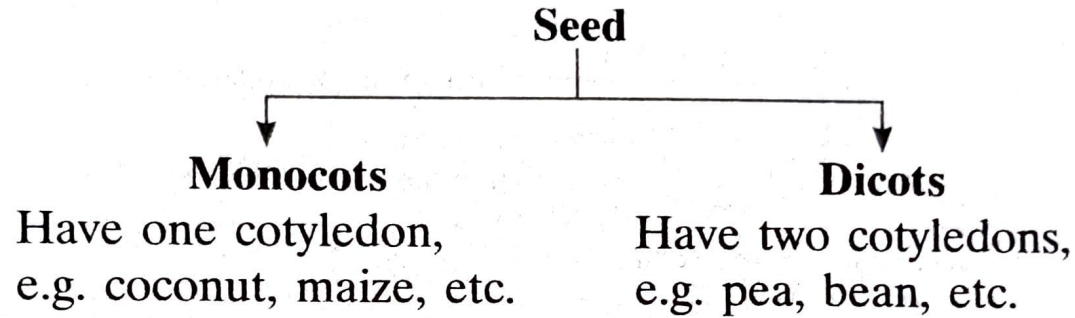 Seed
Monocots
Have one cotyledon,
e.g. coconut, maize, etc.
Dicots
Have two cotyledons,
e.g. pea, bean, etc.